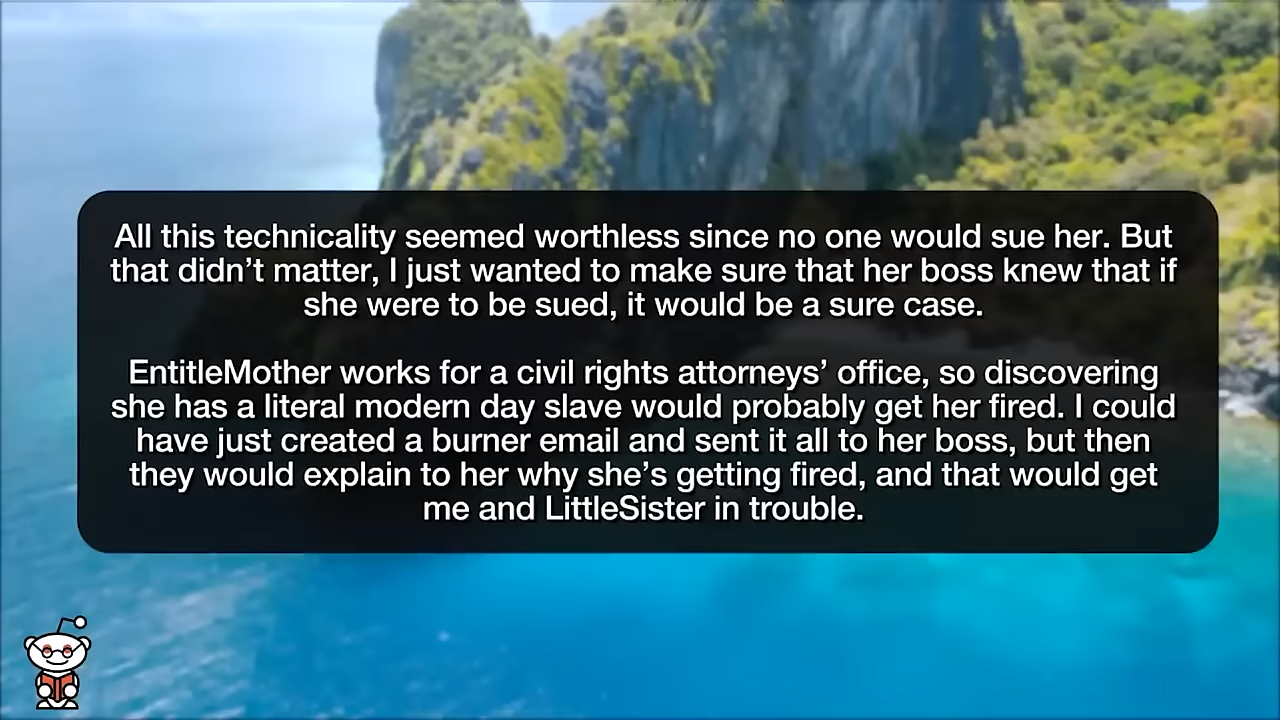 All this technicality seemed worthless since no one would sue her. But
that didn’t matter, I just wanted to make sure that her boss knew that if
she were to be sued, it would be a sure case.
EntitleMother works for a civil rights attorneys’ office, so discovering
she has a literal modern day slave would probably get her fired. I could
have just created a burner email and sent it all to her boss, but then
they would explain to her why she’s getting fired, and that would get
me and LittleSister in trouble.